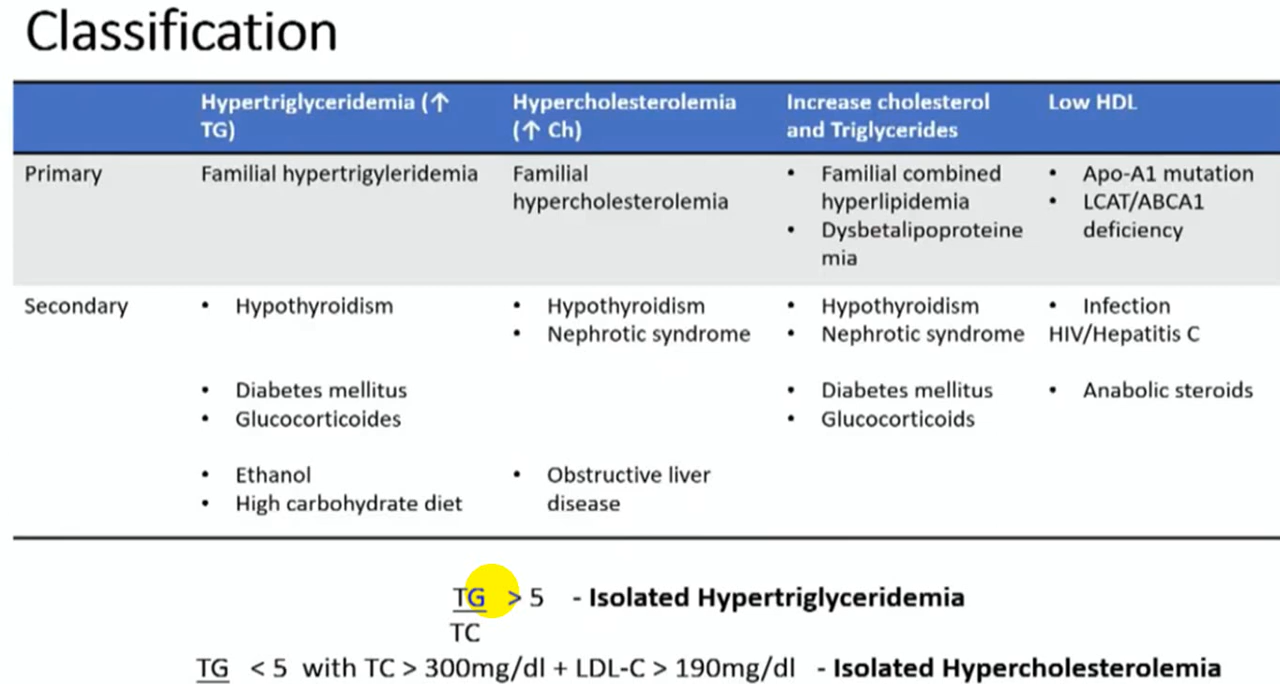 Classification
Hypertriglyceridemia (↑ TG)
Hypercholesterolemia (↑ Ch)
Increase cholesterol and Triglycerides
Low HDL
Primary
Familial hypertrigyleridemia
Familial
hypercholesterolemia
• Familial combined
hyperlipidemia
• Dysbetalipoproteine
mia
• Apo-A1 mutation
• LCAT/ABCA1
deficiency
Secondary
• Hypothyroidism
• Diabetes mellitus
• Glucocorticoides
• Ethanol
• High carbohydrate diet
• Hypothyroidism
• Nephrotic syndrome
• Obstructive liver
disease
• Hypothyroidism
• Nephrotic syndrome
• Diabetes mellitus
• Glucocorticoids
• Infection
HIV/Hepatitis C
• Anabolic steroids
TG > 5 - Isolated Hypertriglyceridemia
TC
TG < 5 with TC > 300mg/dl + LDL-C > 190mg/dl - Isolated Hypercholesterolemia